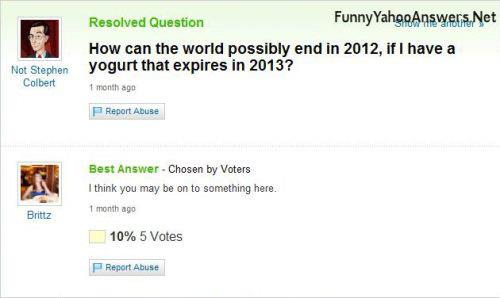 FunnyYahooAnswers.Net
Resolved Question
Show me another »
How can the world possibly end in 2012, if I have a
yogurt that expires in 2013?
Not Stephen
Colbert
1 month ago
Report Abuse
Best Answer - Chosen by Voters
I think you may be on to something here.
1 month ago
Brittz
10% 5 Votes
Report Abuse